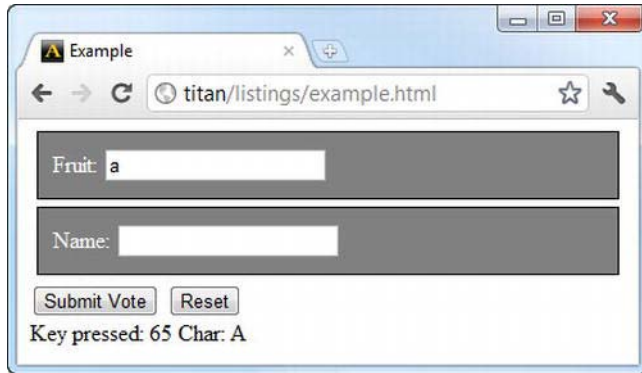 Example
titan/listings/example.html
Fruit: a
Name:
Submit Vote Reset
Key pressed: 65 Char: A